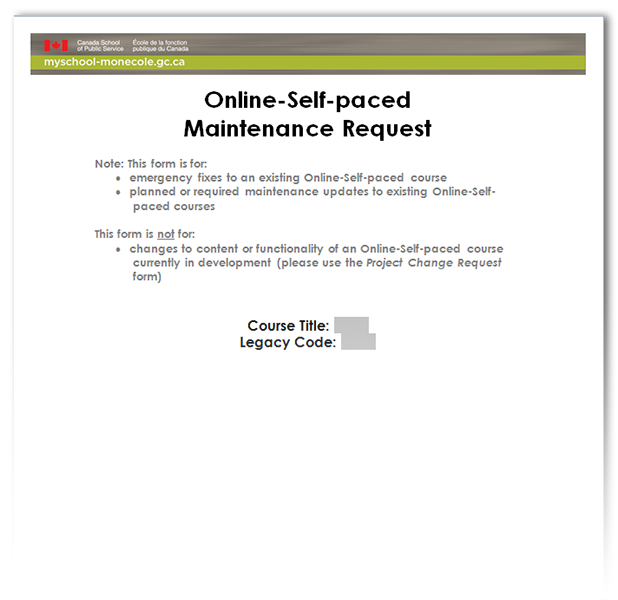 Canada School École de la fonction
of Public Service publique du Canada
myschool-monecole.gc.ca
Online-Self-paced
Maintenance Request
Note: This form is for:
• emergency fixes to an existing Online-Self-paced course
• planned or required maintenance updates to existing Online-Self-
paced courses
This form is not for:
• changes to content or functionality of an Online-Self-paced course
currently in development (please use the Project Change Request
form)
Course Title:
Legacy Code: